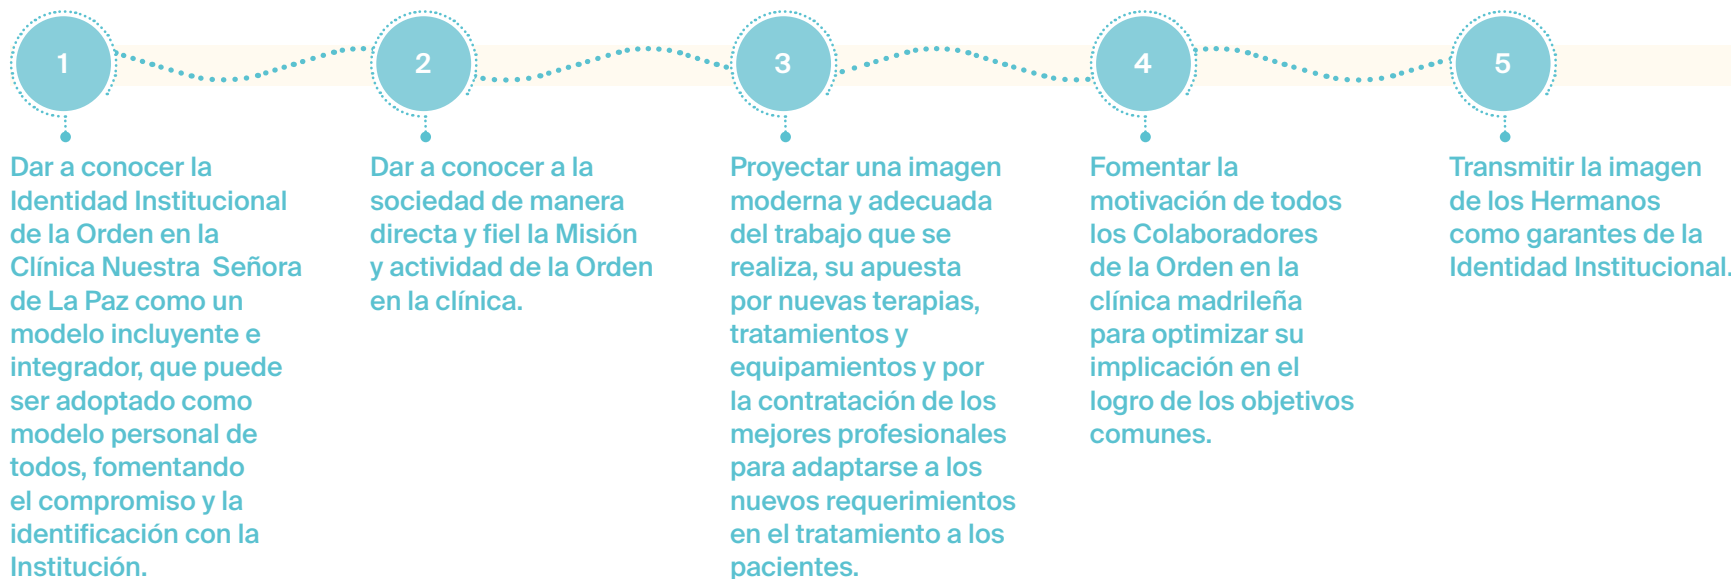 1
Dar a conocer la
Identidad Institucional
de la Orden en la
Clínica Nuestra Señora
de La Paz como un
modelo incluyente e
integrador, que puede
ser adoptado como
modelo personal de
todos, fomentando
el compromiso y la
identificación con la
Institución.
2
Dar a conocer a la
sociedad de manera
directa y fiel la Misión
y actividad de la Orden
en la clínica.
3
Proyectar una imagen
moderna y adecuada
del trabajo que se
realiza, su apuesta
por nuevas terapias,
tratamientos y
equipamientos y por
la contratación de los
mejores profesionales
para adaptarse a los
nuevos requerimientos
en el tratamiento a los
pacientes.
4
Fomentar la
motivación de todos
los Colaboradores
de la Orden en la
clínica madrileña
para optimizar su
implicación en el
logro de los objetivos
comunes.
5
Transmitir la imagen
de los Hermanos
como garantes de la
Identidad Institucional.